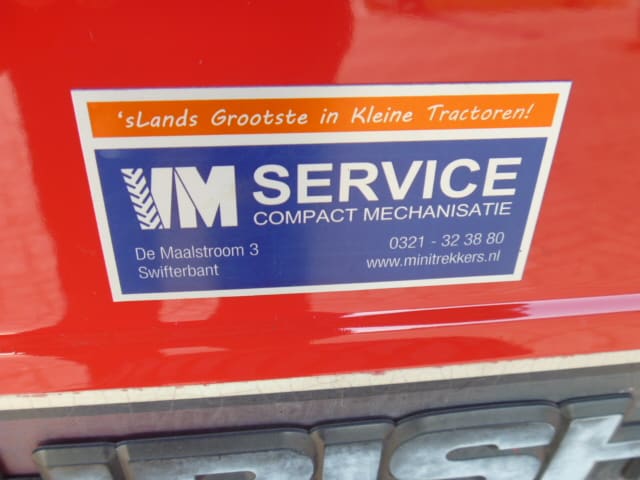 'sLands Grootste in Kleine Tractoren!
VM SERVICE
COMPACT MECHANISATIE
De Maalstroom 3
Swifterbant
0321 - 32 38 80
www.minitrekkers.nl